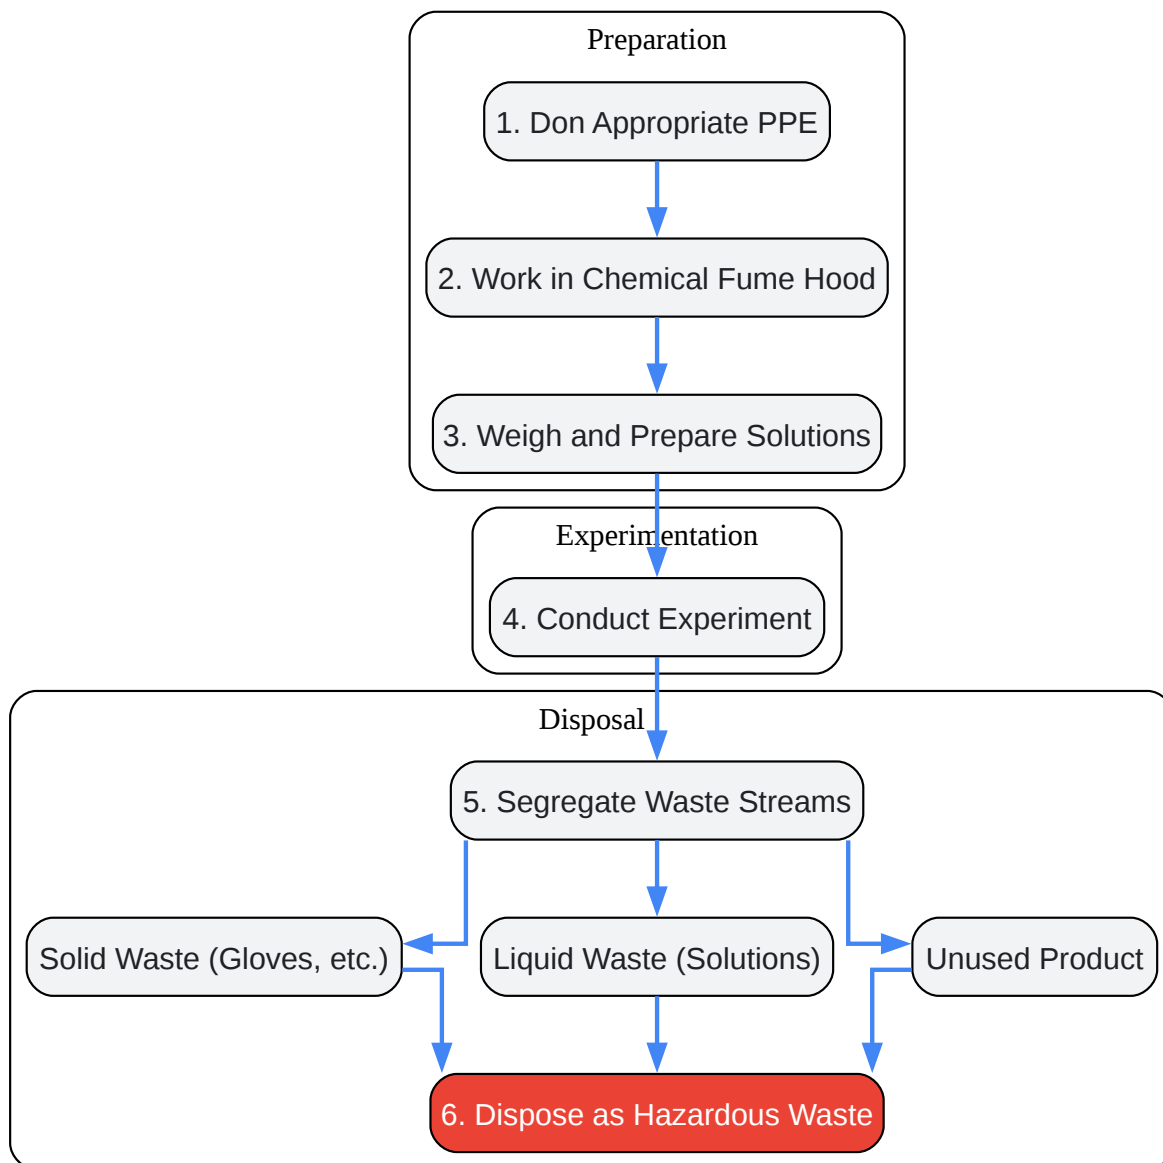 Preparation
1. Don Appropriate PPE
2. Work in Chemical Fume Hood
3. Weigh and Prepare Solutions
Experimentation
4. Conduct Experiment
Disposal
5. Segregate Waste Streams
Solid Waste (Gloves, etc.)
Liquid Waste (Solutions)
Unused Product
6. Dispose as Hazardous Waste